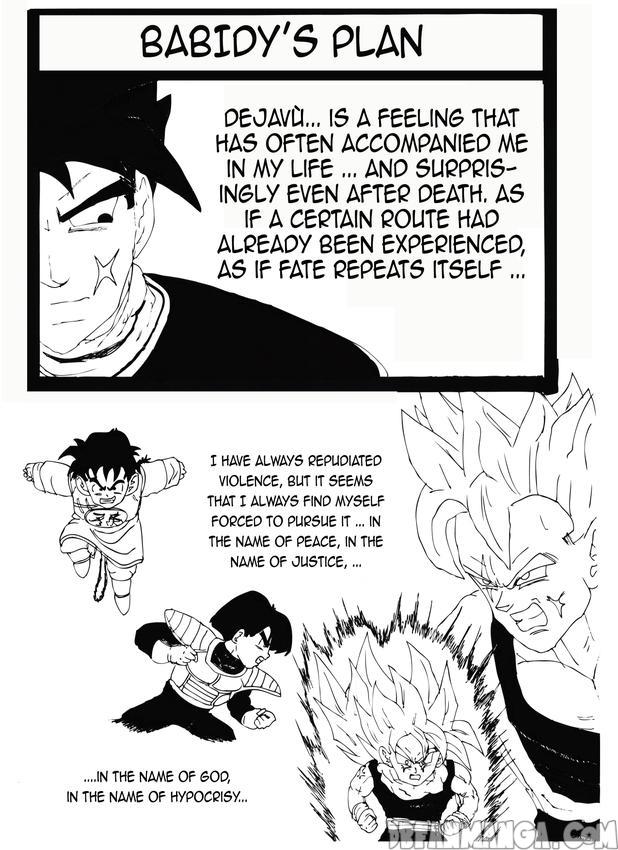 BABIDY'S PLAN
DEJAVÙ... IS A FEELING THAT
HAS OFTEN ACCOMPANIED ME
IN MY LIFE ... AND SURPRIS-
INGLY EVEN AFTER DEATH. AS
IF A CERTAIN ROUTE HAD
ALREADY BEEN EXPERIENCED,
AS IF FATE REPEATS ITSELF ...
I HAVE ALWAYS REPUDIATED
VIOLENCE, BUT IT SEEMS
THAT I ALWAYS FIND MYSELF
FORCED TO PURSUE IT ... IN
THE NAME OF PEACE, IN THE
NAME OF JUSTICE, ...
....IN THE NAME OF GOD,
IN THE NAME OF HYPOCRISY...
DBFANMANGA.COM